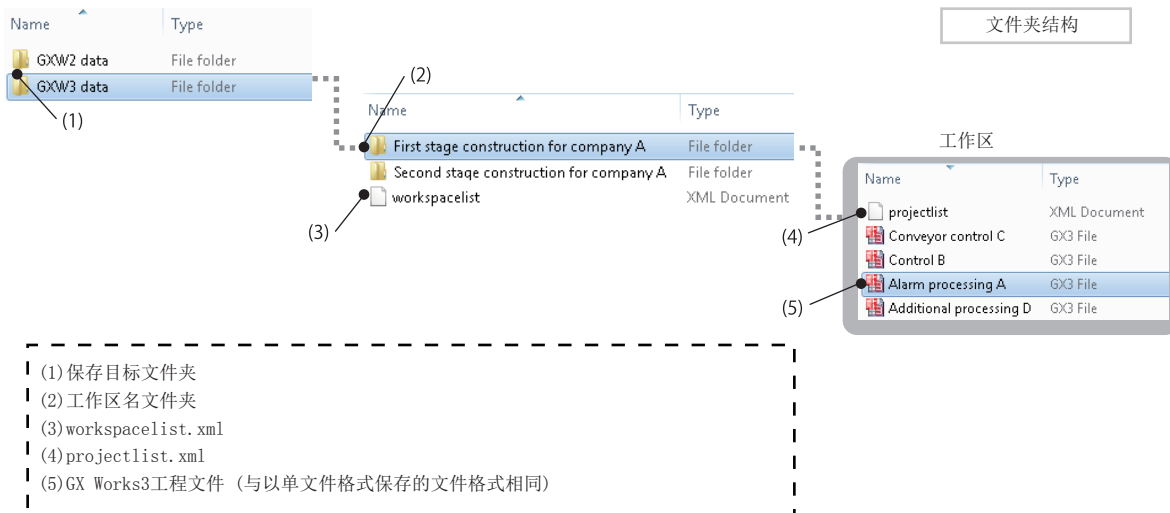 文件夹结构
Name Type
GXW2 data File folder
GXW3 data File folder
(1)
(2)
Name Type
First stage construction for company A File folder
Second stage construction for company A File folder
workspacelist XML Document
(3)
工作区
Name Type
projectlist XML Document
Conveyor control C GX3 File
Control B GX3 File
Alarm processing A GX3 File
Additional processing D GX3 File
(4)
(5)
(1)保存目标文件夹
(2)工作区名文件夹
(3)workspacelist.xml
(4)projectlist.xml
(5)GX Works3工程文件 (与以单文件格式保存的文件格式相同)